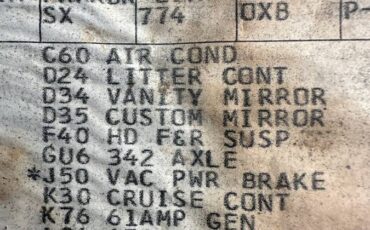 SX 774 OXB P-
C60 AIR COND
D24 LITTER CONT
D34 VANITY MIRROR
D35 CUSTOM MIRROR
F40 HD F&R SUSP
GU6 342 AXLE
*J50 VAC PWR BRAKE
K30 CRUISE CONT
K76 61AMP GEN